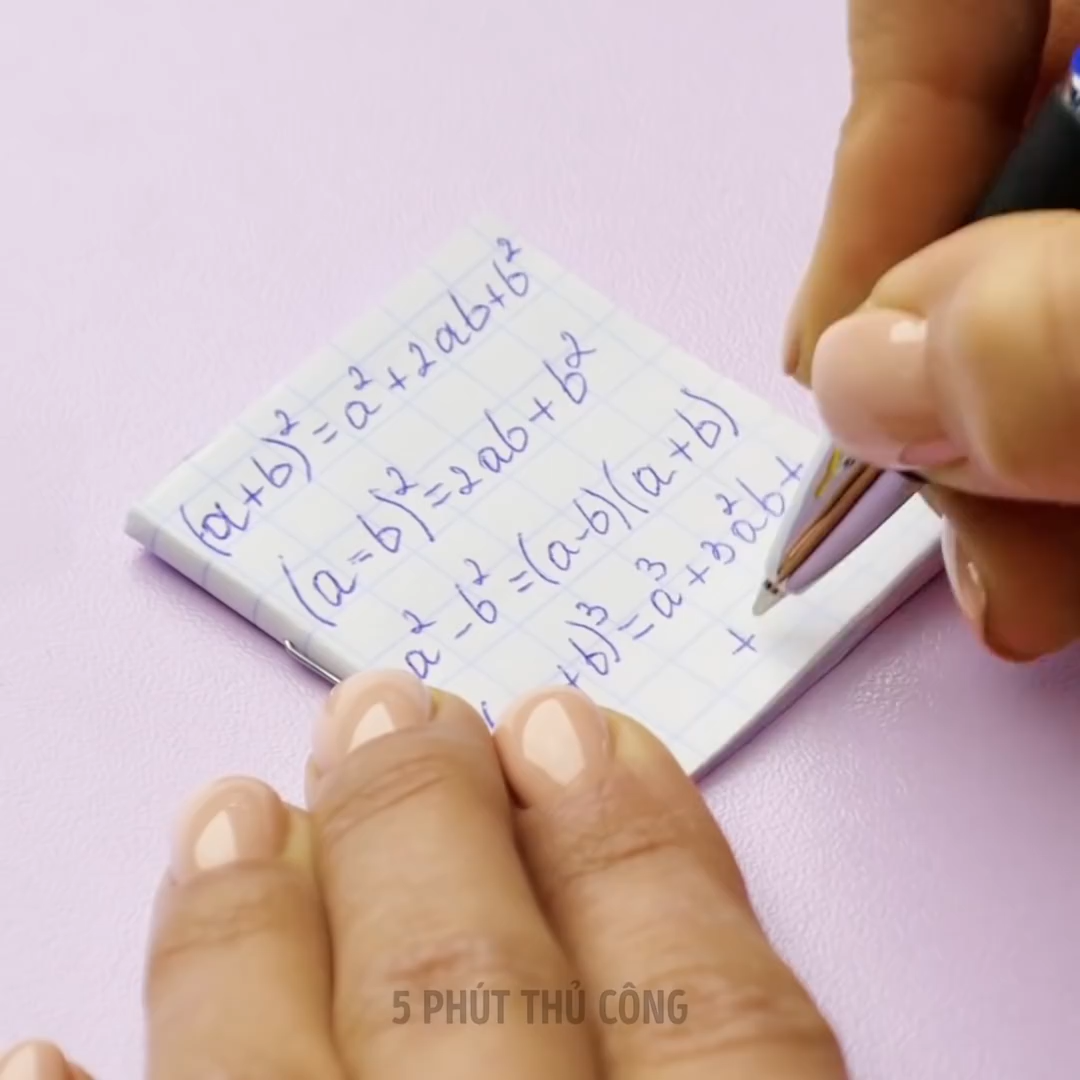 (a+b)²=a²+2ab+b²
(a-b)²=2ab+b²
a²-b²=(a-b)(a+b)
+b)³=a³+3a²b+
+
5 PHÚT THỦ CÔNG